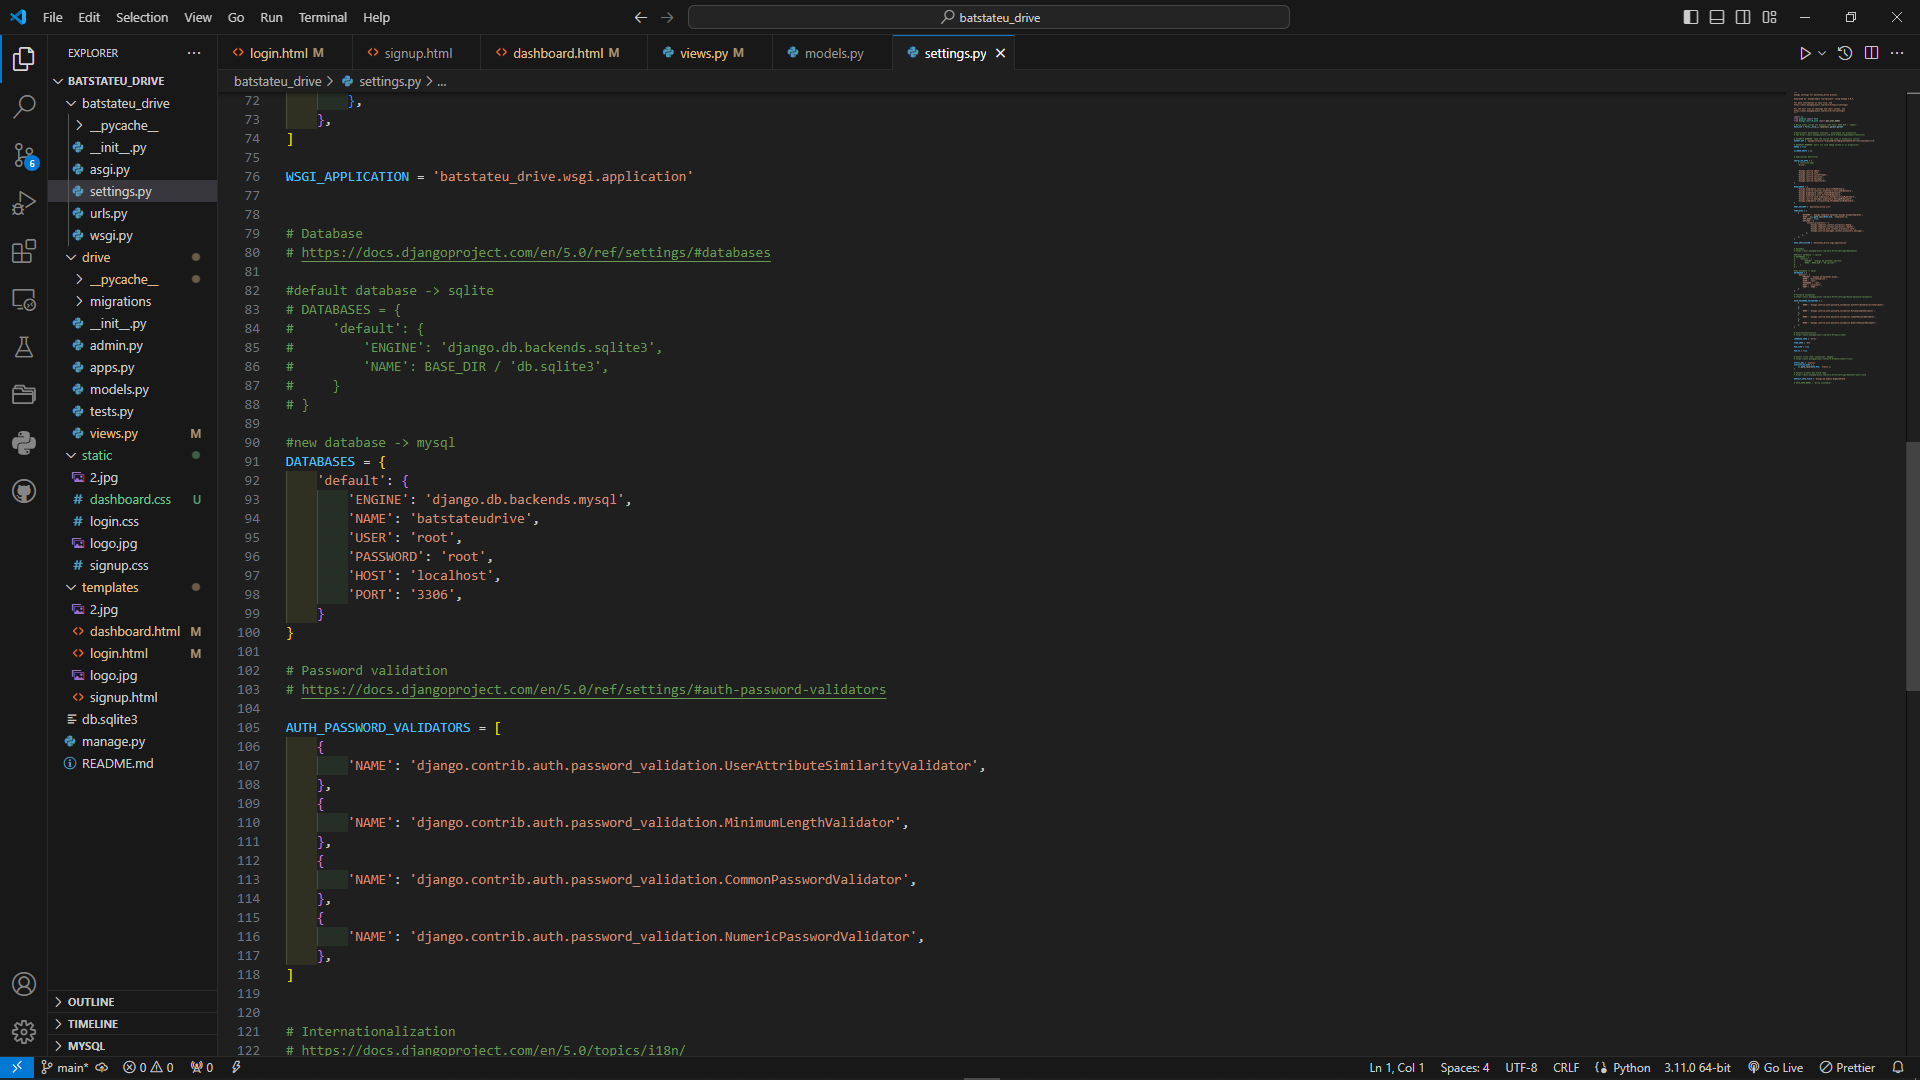 File Edit Selection View Go Run Terminal Help
batstateu_drive
EXPLORER
login.html M
signup.html
dashboard.html M
views.py M
models.py
settings.py
BATSTATEU_DRIVE
batstateu_drive
__pycache__
__init__.py
asgi.py
settings.py
urls.py
wsgi.py
drive
__pycache__
migrations
__init__.py
admin.py
apps.py
models.py
tests.py
views.py M
static
2.jpg
dashboard.css U
login.css
logo.jpg
signup.css
templates
2.jpg
dashboard.html M
login.html M
logo.jpg
signup.html
db.sqlite3
manage.py
README.md
OUTLINE
TIMELINE
MYSQL
6
batstateu_drive > settings.py > ...
72 },
73 },
74 ]
75
76 WSGI_APPLICATION = 'batstateu_drive.wsgi.application'
77
78
79 # Database
80 # https://docs.djangoproject.com/en/5.0/ref/settings/#databases
81
82 #default database -> sqlite
83 # DATABASES = {
84 #     'default': {
85 #         'ENGINE': 'django.db.backends.sqlite3',
86 #         'NAME': BASE_DIR / 'db.sqlite3',
87 #     }
88 # }
89
90 #new database -> mysql
91 DATABASES = {
92     'default': {
93         'ENGINE': 'django.db.backends.mysql',
94         'NAME': 'batstateudrive',
95         'USER': 'root',
96         'PASSWORD': 'root',
97         'HOST': 'localhost',
98         'PORT': '3306',
99     }
100 }
101
102 # Password validation
103 # https://docs.djangoproject.com/en/5.0/ref/settings/#auth-password-validators
104
105 AUTH_PASSWORD_VALIDATORS = [
106     {
107         'NAME': 'django.contrib.auth.password_validation.UserAttributeSimilarityValidator',
108     },
109     {
110         'NAME': 'django.contrib.auth.password_validation.MinimumLengthValidator',
111     },
112     {
113         'NAME': 'django.contrib.auth.password_validation.CommonPasswordValidator',
114     },
115     {
116         'NAME': 'django.contrib.auth.password_validation.NumericPasswordValidator',
117     },
118 ]
119
120
121 # Internationalization
122 # https://docs.djangoproject.com/en/5.0/topics/i18n/
main* 0 0 0 Ln 1, Col 1 Spaces: 4 UTF-8 CRLF Python 3.11.0 64-bit Go Live Prettier